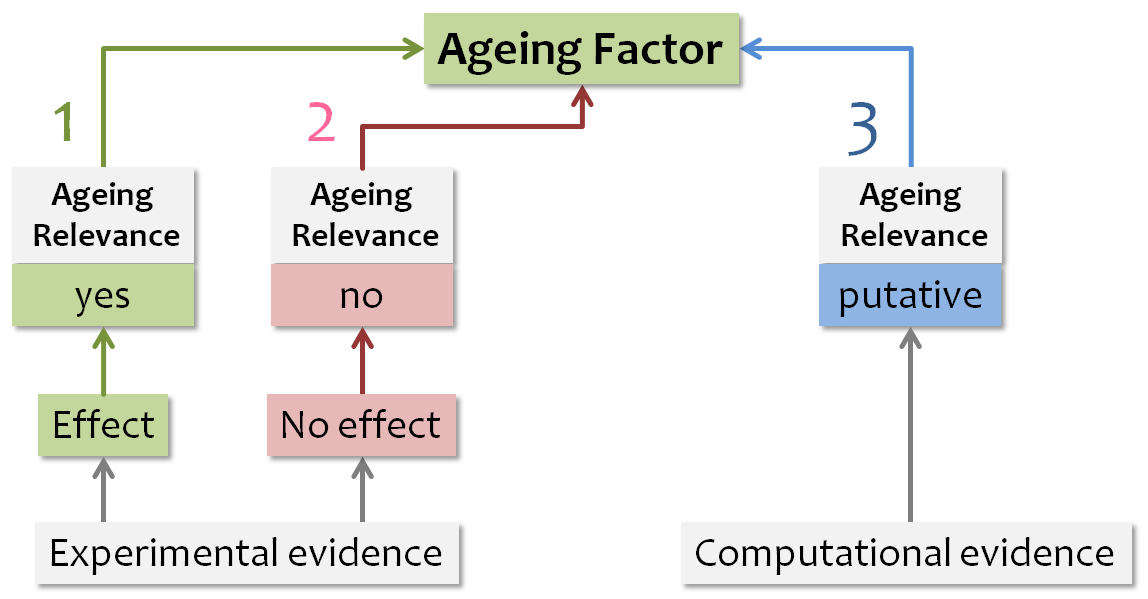 Ageing Factor
1
2
3
Ageing
Relevance
yes
Ageing
Relevance
no
Ageing
Relevance
putative
Effect
No effect
Experimental evidence
Computational evidence